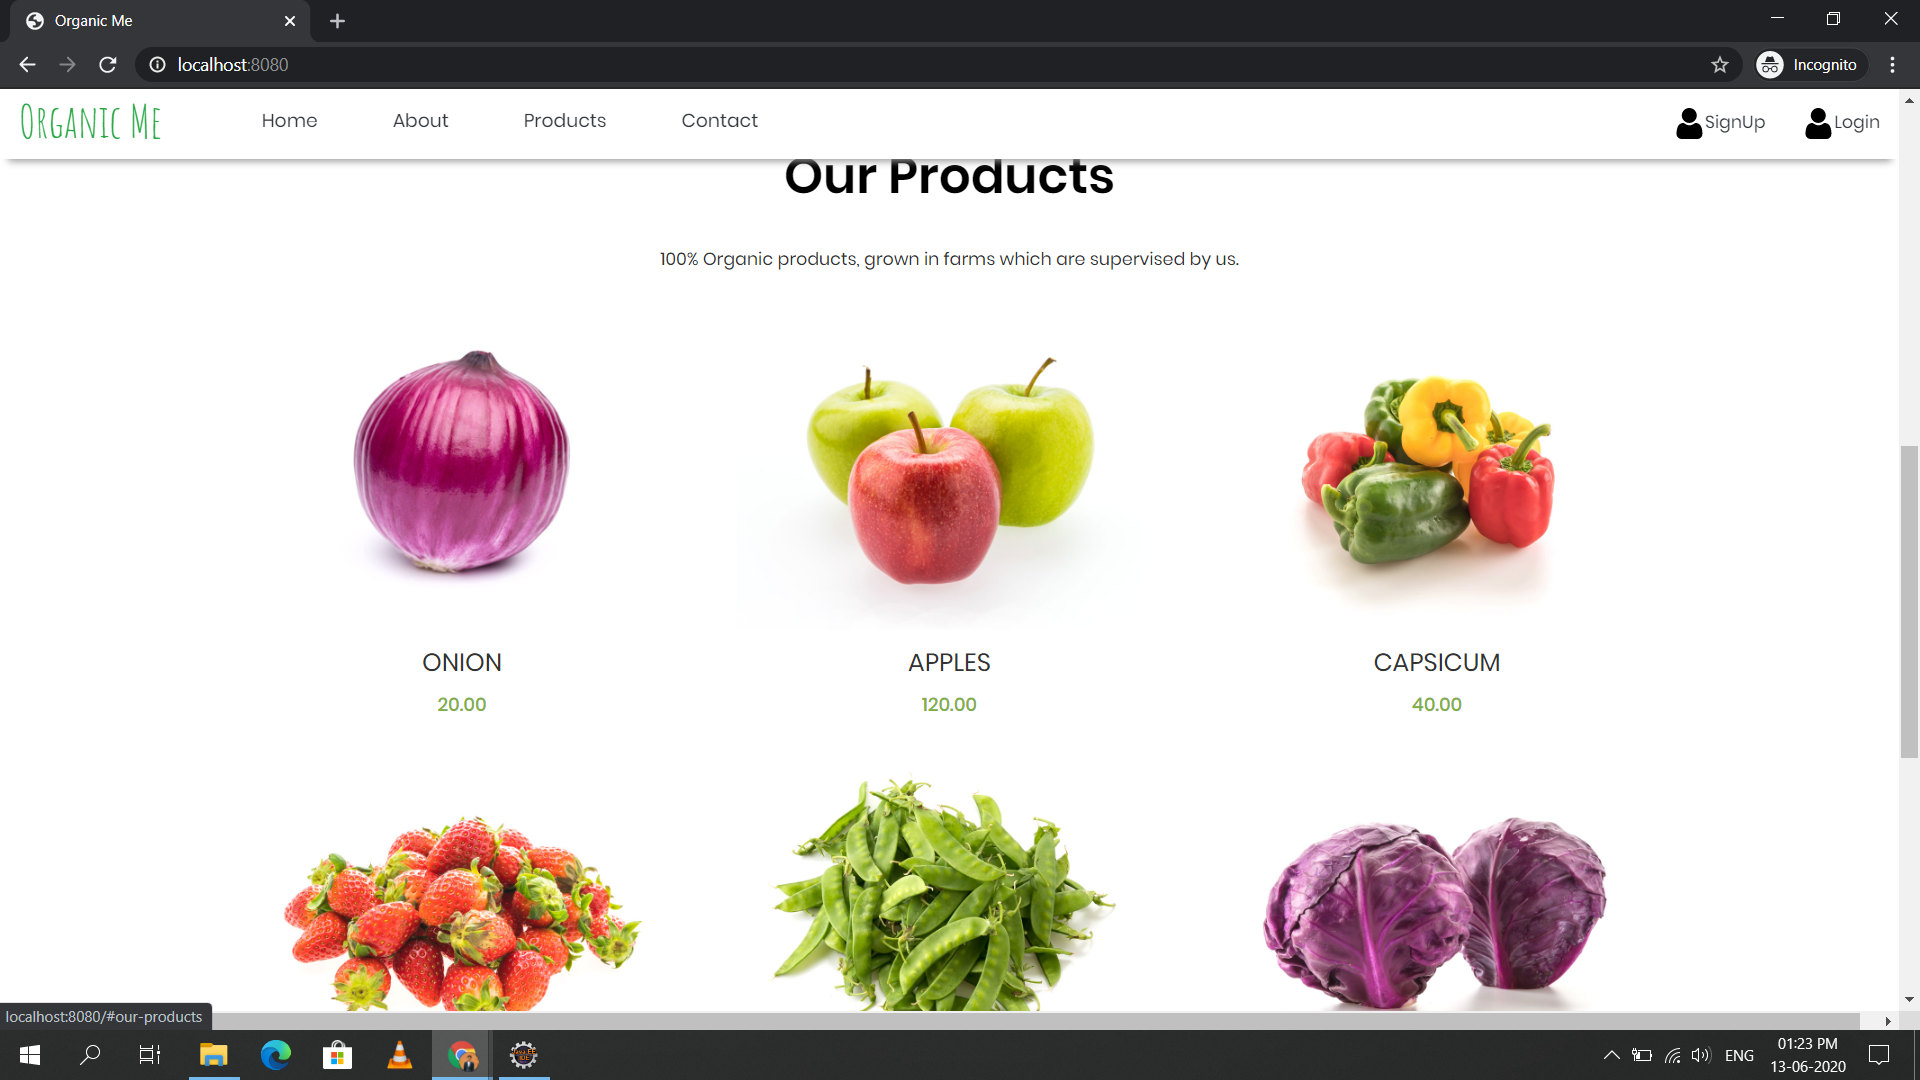 Organic Me
localhost:8080
Incognito
Organic Me
Home
About
Products
Contact
SignUp
Login
Our Products
100% Organic products, grown in farms which are supervised by us.
ONION
APPLES
CAPSICUM
20.00
120.00
40.00
localhost:8080/#our-products
ENG
01:23 PM
13-06-2020